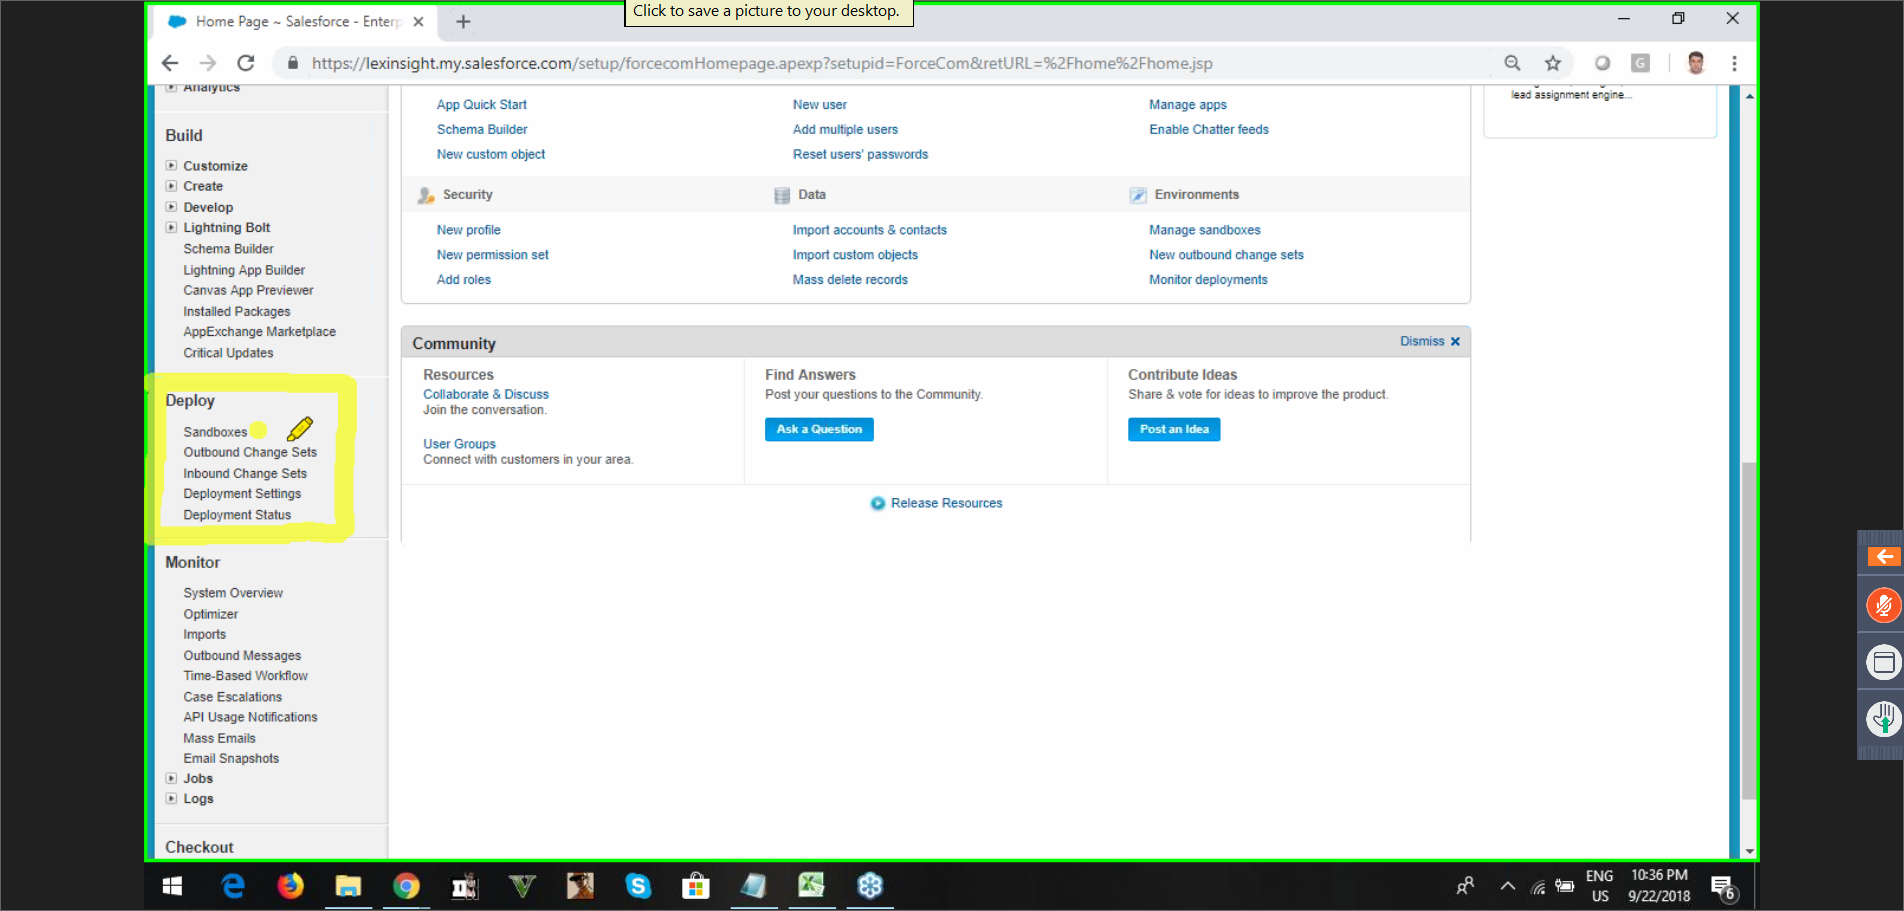 Click to save a picture to your desktop.
Home Page ~ Salesforce - Enterp
https://lexinsight.my.salesforce.com/setup/forcecomHomepage.apexp?setupid=ForceCom&retURL=%2Fhome%2Fhome.jsp
G
Analytics
Build
Customize
Create
Develop
Lightning Bolt
Schema Builder
Lightning App Builder
Canvas App Previewer
Installed Packages
AppExchange Marketplace
Critical Updates
Deploy
Sandboxes
Outbound Change Sets
Inbound Change Sets
Deployment Settings
Deployment Status
Monitor
System Overview
Optimizer
Imports
Outbound Messages
Time-Based Workflow
Case Escalations
API Usage Notifications
Mass Emails
Email Snapshots
Jobs
Logs
Checkout
App Quick Start
Schema Builder
New custom object
New user
Add multiple users
Reset users' passwords
Manage apps
Enable Chatter feeds
Security
New profile
New permission set
Add roles
Data
Import accounts & contacts
Import custom objects
Mass delete records
Environments
Manage sandboxes
New outbound change sets
Monitor deployments
lead assignment engine...
Community
Dismiss
Resources
Collaborate & Discuss
Join the conversation.
User Groups
Connect with customers in your area.
Find Answers
Post your questions to the Community.
Ask a Question
Contribute Ideas
Share & vote for ideas to improve the product.
Post an Idea
Release Resources
ENG
US
10:36 PM
9/22/2018
6